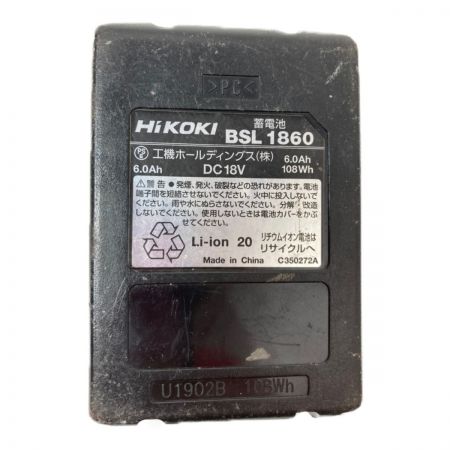 >PC<
HiKOKI 蓄電池 BSL 1860
PSE 工機ホールディングス(株) 6.0Ah
6.0Ah DC18V 108Wh
⚠警告 ● 発煙、発火、破裂などの恐れがあります。電池
端子間を短絡させないでください。火中に投入しない
でください。雨や水にぬらさないでください。分解・改造
しないでください。使用しないときは電池カバーをかぶ
せてください。
Li-ion 20 リチウムイオン電池は
リサイクルへ
Made in China C350272A
U1902B 108Wh